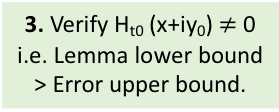 3. Verify Ht0 (x+iy0) ≠ 0
i.e. Lemma lower bound
> Error upper bound.